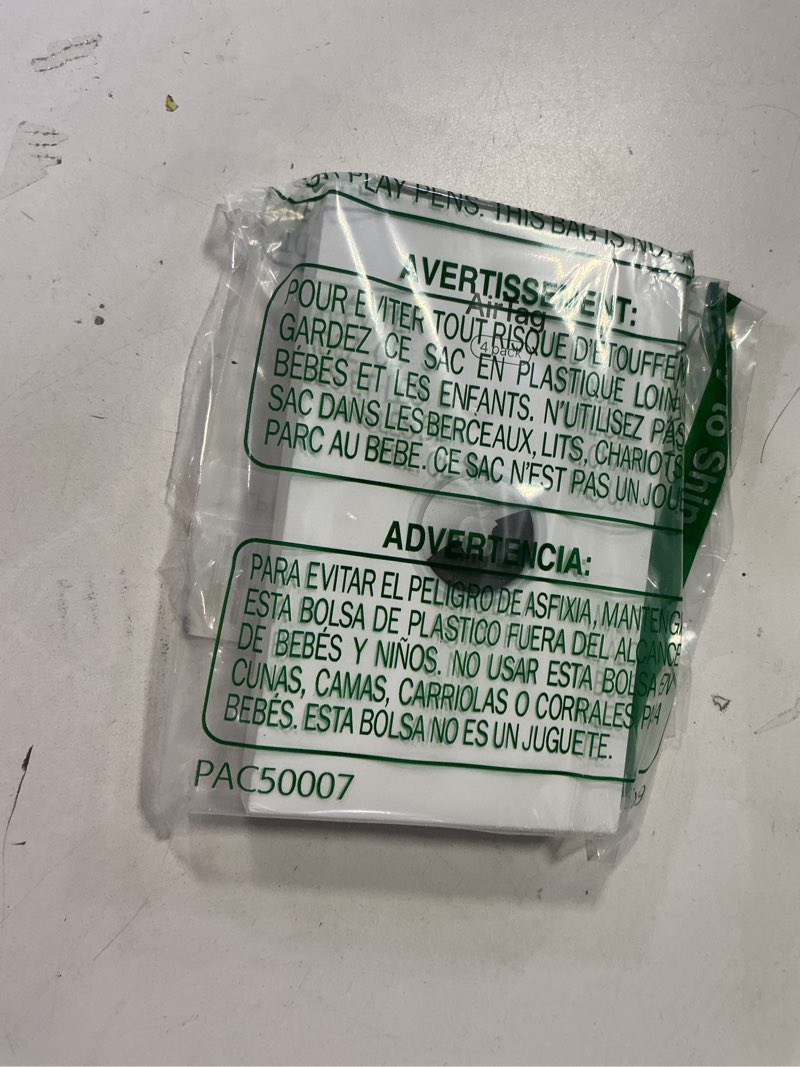 PLAY PENS. THIS BAG IS NOT A
AVERTISSEMENT:
AirTag
4 pack
POUR EVITER TOUT RISQUE D'ETOUFFE
GARDEZ CE SAC EN PLASTIQUE LOIN
BÉBÉS ET LES ENFANTS. N'UTILISEZ PAS
SAC DANS LES BERCEAUX, LITS, CHARIOTS
PARC AU BEBE. CE SAC N'EST PAS UN JOU
to Ship
ADVERTENCIA:
PARA EVITAR EL PELIGRO DE ASFIXIA, MANTENGA
ESTA BOLSA DE PLASTICO FUERA DEL ALCANCE
DE BEBÉS Y NIÑOS. NO USAR ESTA BOLSA EN
CUNAS, CAMAS, CARRIOLAS O CORRALES P/A
BEBÉS. ESTA BOLSA NO ES UN JUGUETE.
PAC50007